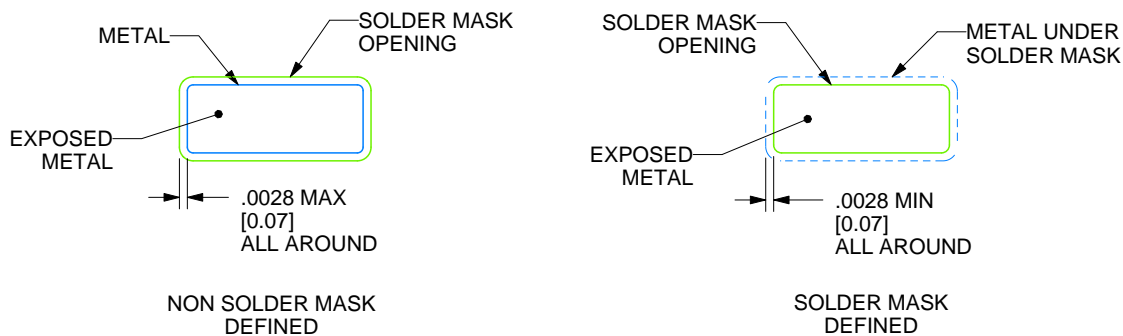 METAL
SOLDER MASK
OPENING
EXPOSED
METAL
.0028 MAX
[0.07]
ALL AROUND
NON SOLDER MASK
DEFINED
SOLDER MASK
OPENING
METAL UNDER
SOLDER MASK
EXPOSED
METAL
.0028 MIN
[0.07]
ALL AROUND
SOLDER MASK
DEFINED